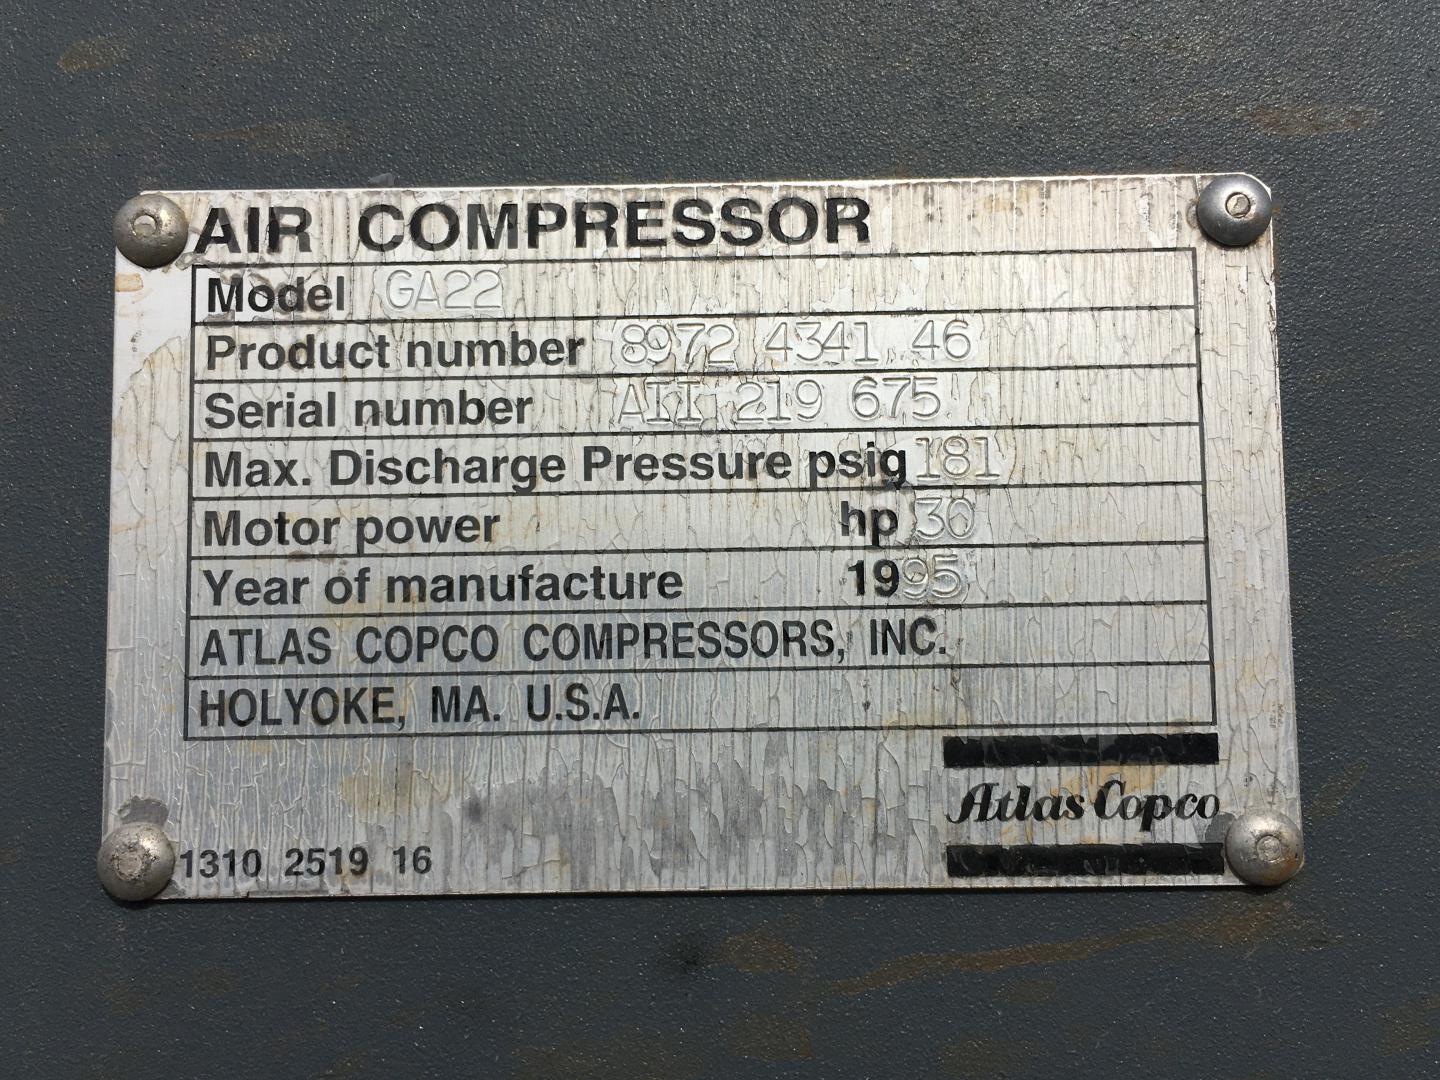 AIR COMPRESSOR
Model GA22
Product number 8972 4341 46
Serial number AII 219 675
Max. Discharge Pressure psig 181
Motor power hp 30
Year of manufacture 1995
ATLAS COPCO COMPRESSORS, INC.
HOLYOKE, MA. U.S.A.
Atlas Copco
1310 2519 16